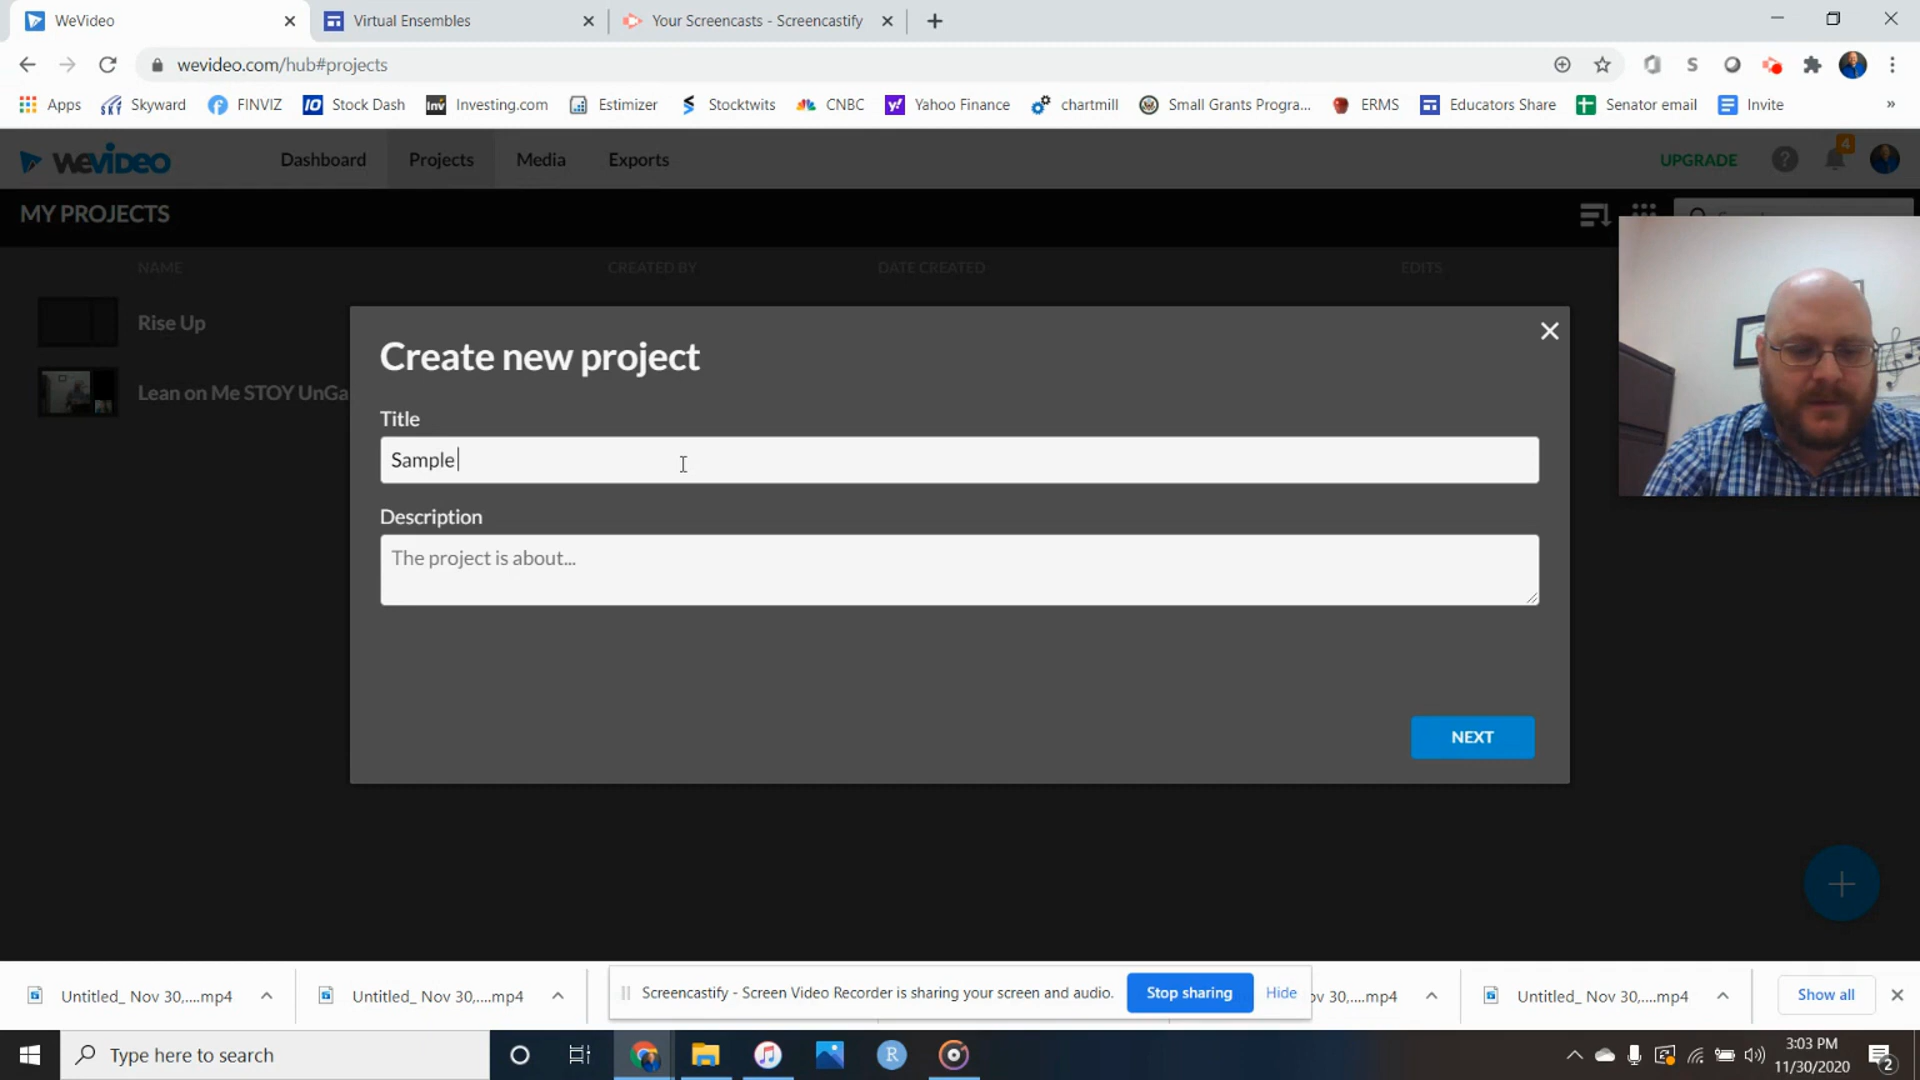 WeVideo
Virtual Ensembles
Your Screencasts - Screencastify
wevideo.com/hub#projects
Apps
Skyward
FINVIZ
Stock Dash
Investing.com
Estimizer
Stocktwits
CNBC
Yahoo Finance
chartmill
Small Grants Progra...
ERMS
Educators Share
Senator email
Invite
»
WEVIDEO
Dashboard
Projects
Media
Exports
UPGRADE
4
MY PROJECTS
NAME
CREATED BY
DATE CREATED
EDITS
Rise Up
Lean on Me STOY UnGa
Create new project
Title
Sample
Description
The project is about...
NEXT
Untitled_ Nov 30,....mp4
Untitled_ Nov 30,....mp4
Screencastify - Screen Video Recorder is sharing your screen and audio.
Stop sharing
Hide
ov 30,....mp4
Untitled_ Nov 30,....mp4
Show all
Type here to search
3:03 PM
11/30/2020
2